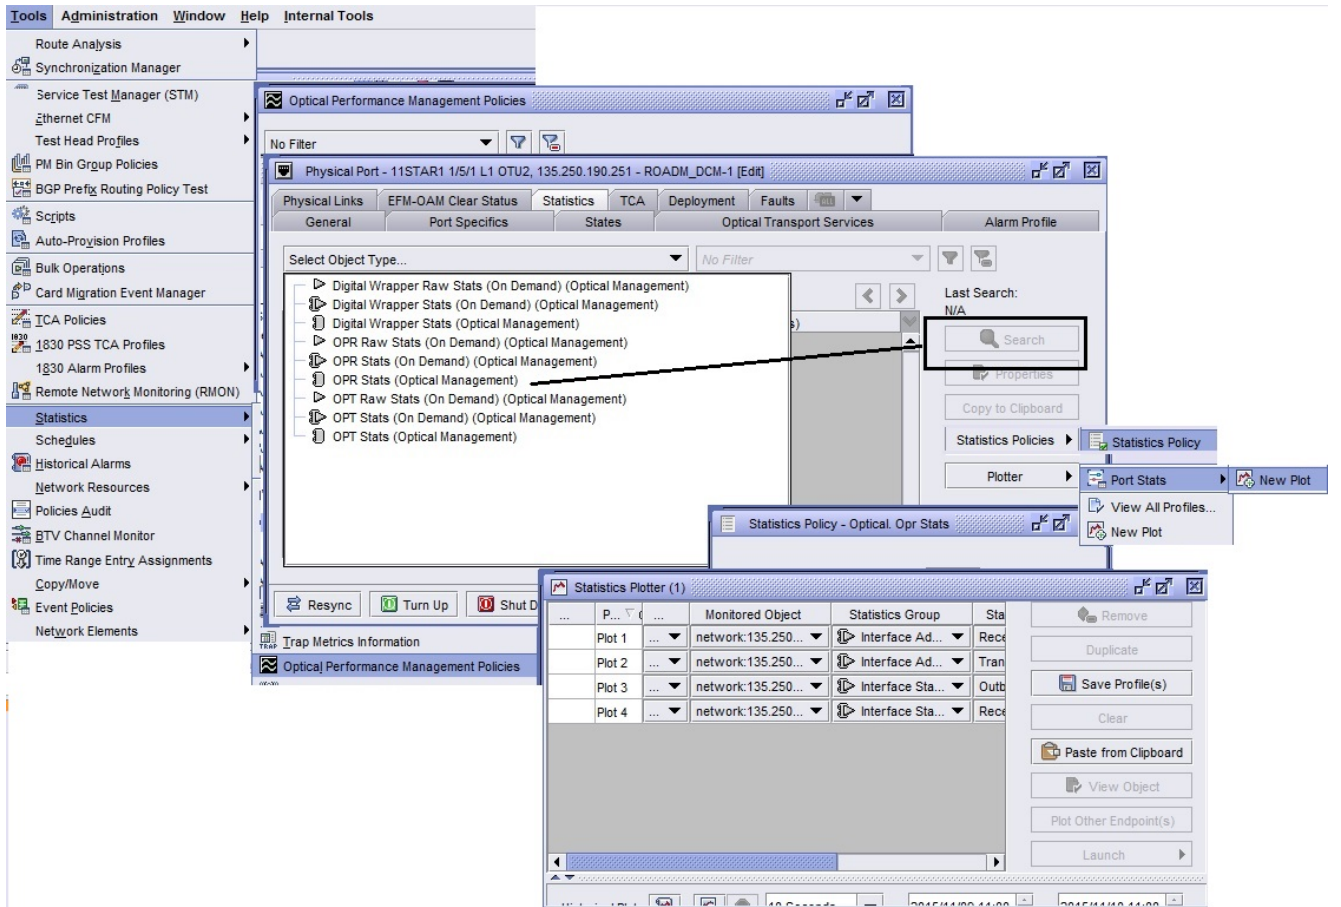 Tools Administration Window Help Internal Tools
Route Analysis
Synchronization Manager
Service Test Manager (STM)
Ethernet CFM
Test Head Profiles
PM Bin Group Policies
BGP Prefix Routing Policy Test
Scripts
Auto-Provision Profiles
Bulk Operations
Card Migration Event Manager
TCA Policies
1830 PSS TCA Profiles
1830 Alarm Profiles
Remote Network Monitoring (RMON)
Statistics
Schedules
Historical Alarms
Network Resources
Policies Audit
BTV Channel Monitor
Time Range Entry Assignments
Copy/Move
Event Policies
Network Elements
Optical Performance Management Policies
No Filter
Physical Port - 11STAR1 1/5/1 L1 OTU2, 135.250.190.251 - ROADM_DCM-1 [Edit]
Physical Links EFM-OAM Clear Status Statistics TCA Deployment Faults
General Port Specifics States Optical Transport Services Alarm Profile
Select Object Type... No Filter
Digital Wrapper Raw Stats (On Demand) (Optical Management)
Digital Wrapper Stats (On Demand) (Optical Management)
Digital Wrapper Stats (Optical Management)
OPR Raw Stats (On Demand) (Optical Management)
OPR Stats (On Demand) (Optical Management)
OPR Stats (Optical Management)
OPT Raw Stats (On Demand) (Optical Management)
OPT Stats (On Demand) (Optical Management)
OPT Stats (Optical Management)
Last Search:
N/A
Search
Properties
Copy to Clipboard
Statistics Policies
Plotter
Statistics Policy
Port Stats New Plot
View All Profiles...
New Plot
Resync Turn Up Shut D
Trap Metrics Information
Optical Performance Management Policies
Statistics Policy - Optical. Opr Stats
Statistics Plotter (1)
... P... ... Monitored Object Statistics Group Sta
Plot 1 ... network:135.250... Interface Ad... Rece
Plot 2 ... network:135.250... Interface Ad... Tran
Plot 3 ... network:135.250... Interface Sta... Outb
Plot 4 ... network:135.250... Interface Sta... Rece
Remove
Duplicate
Save Profile(s)
Clear
Paste from Clipboard
View Object
Plot Other Endpoint(s)
Launch